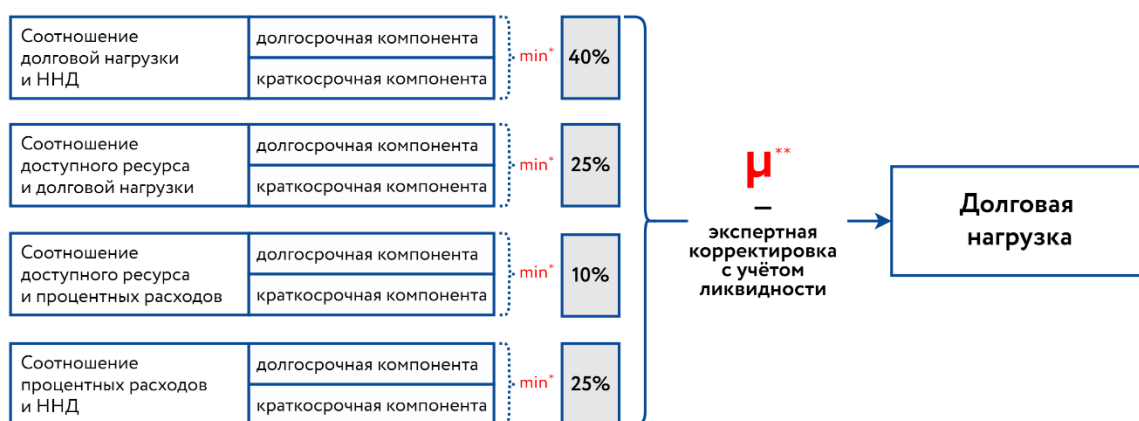 Соотношение
долговой нагрузки
и ННД
долгосрочная компонента
краткосрочная компонента
min*
40%
Соотношение
доступного ресурса
и долговой нагрузки
долгосрочная компонента
краткосрочная компонента
min*
25%
Соотношение
доступного ресурса
и процентных расходов
долгосрочная компонента
краткосрочная компонента
min*
10%
Соотношение
процентных расходов
и ННД
долгосрочная компонента
краткосрочная компонента
min*
25%
μ**
—
экспертная
корректировка
с учётом
ликвидности
Долговая
нагрузка